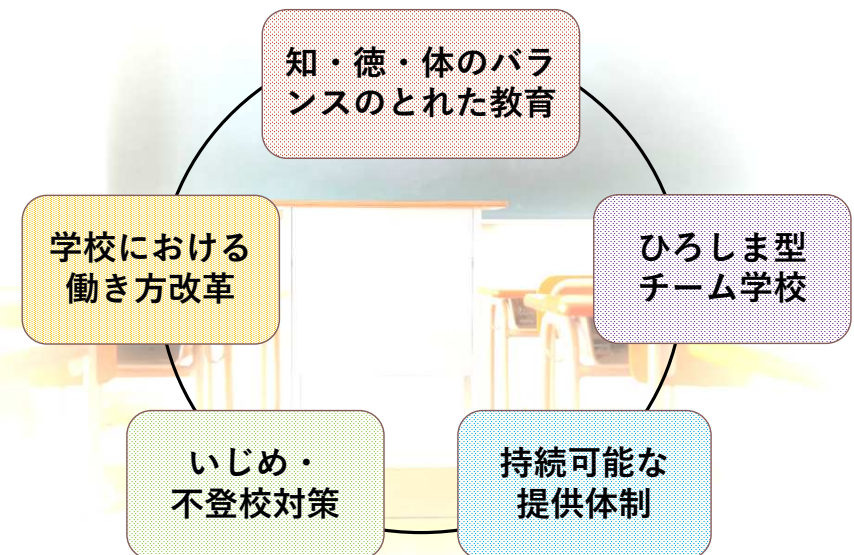 知・徳・体のバラ
ンスのとれた教育
学校における
働き方改革
ひろしま型
チーム学校
いじめ・
不登校対策
持続可能な
提供体制